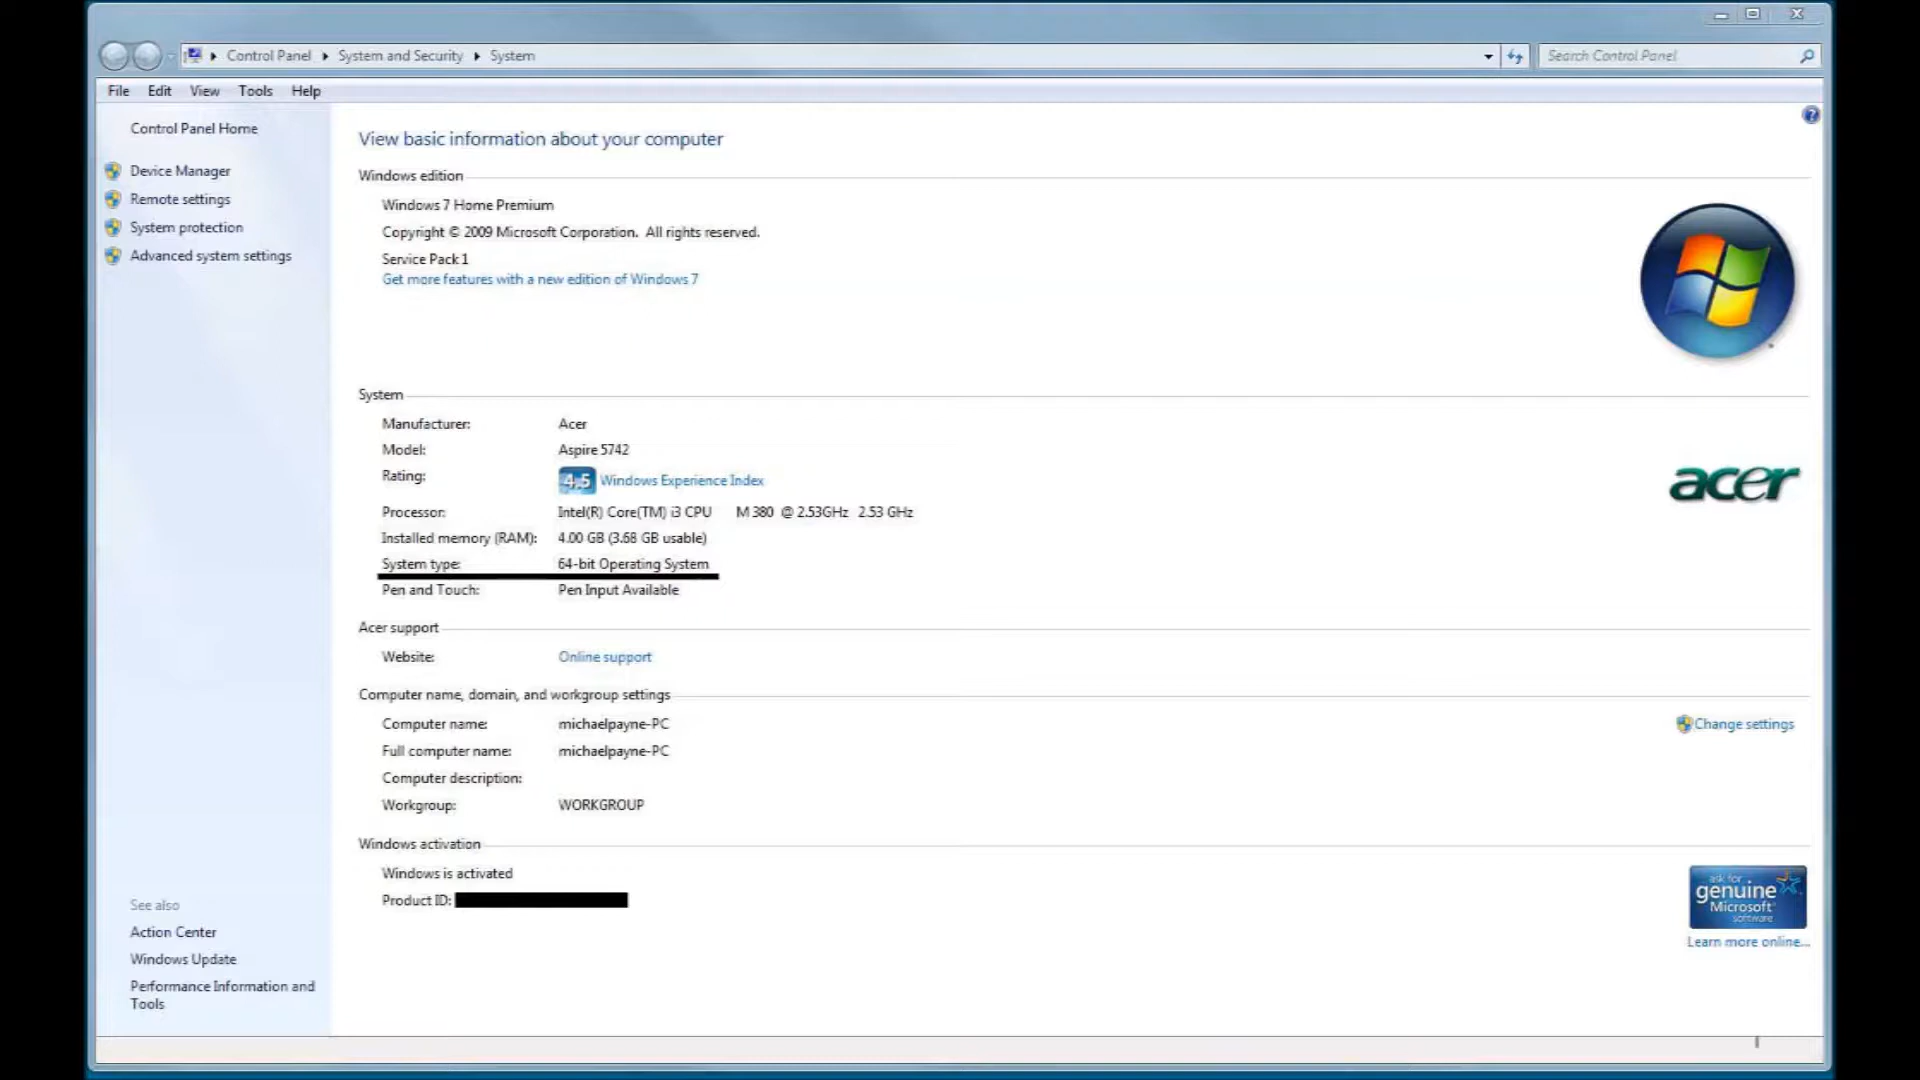 Control Panel System and Security System
Search Control Panel
File Edit View Tools Help
Control Panel Home
Device Manager
Remote settings
System protection
Advanced system settings
See also
Action Center
Windows Update
Performance Information and
Tools
View basic information about your computer
Windows edition
Windows 7 Home Premium
Copyright © 2009 Microsoft Corporation. All rights reserved.
Service Pack 1
Get more features with a new edition of Windows 7
System
Manufacturer: Acer
Model: Aspire 5742
Rating: 4,5 Windows Experience Index
Processor: Intel(R) Core(TM) i3 CPU M 380 @ 2.53GHz 2.53 GHz
Installed memory (RAM): 4.00 GB (3.68 GB usable)
System type: 64-bit Operating System
Pen and Touch: Pen Input Available
acer
Acer support
Website: Online support
Computer name, domain, and workgroup settings
Computer name: michaelpayne-PC
Change settings
Full computer name: michaelpayne-PC
Computer description:
Workgroup: WORKGROUP
Windows activation
Windows is activated
Product ID:
ask for
genuine
Microsoft
software
Learn more online...